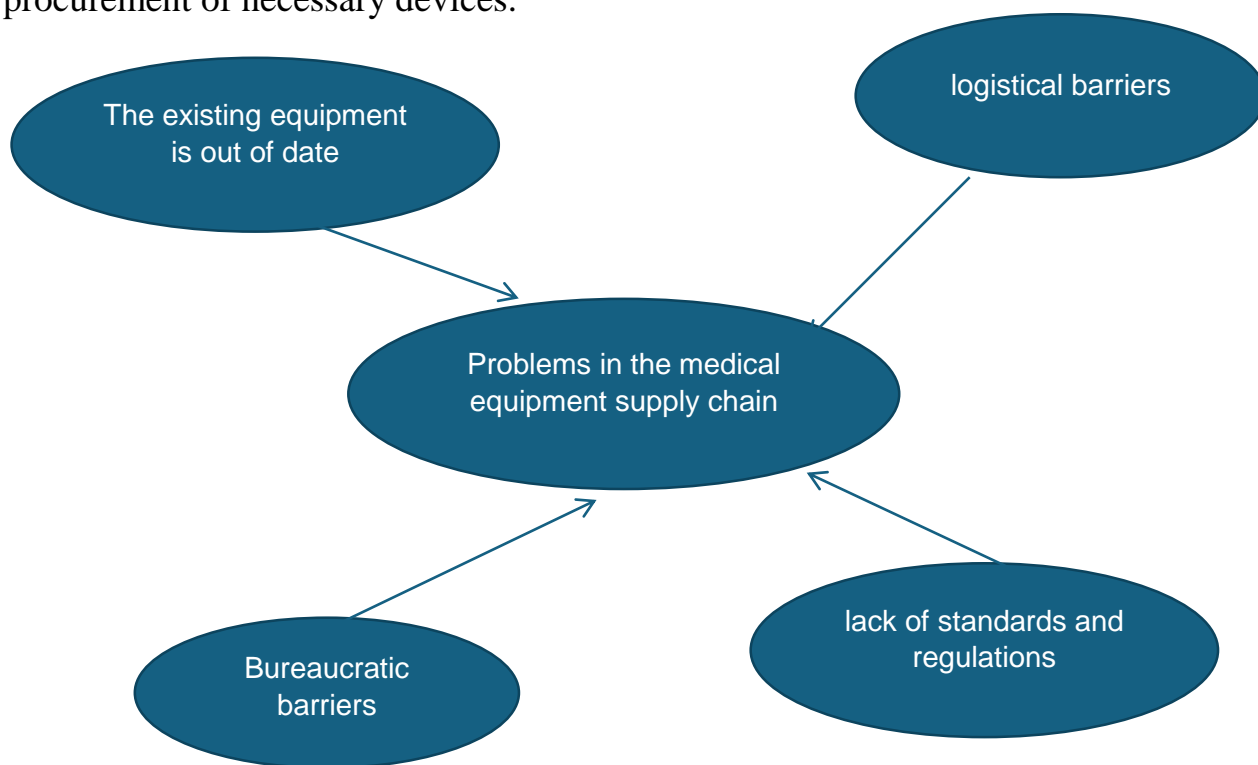 procurement of necessary devices.
The existing equipment
is out of date
logistical barriers
Problems in the medical
equipment supply chain
lack of standards and
regulations
Bureaucratic
barriers